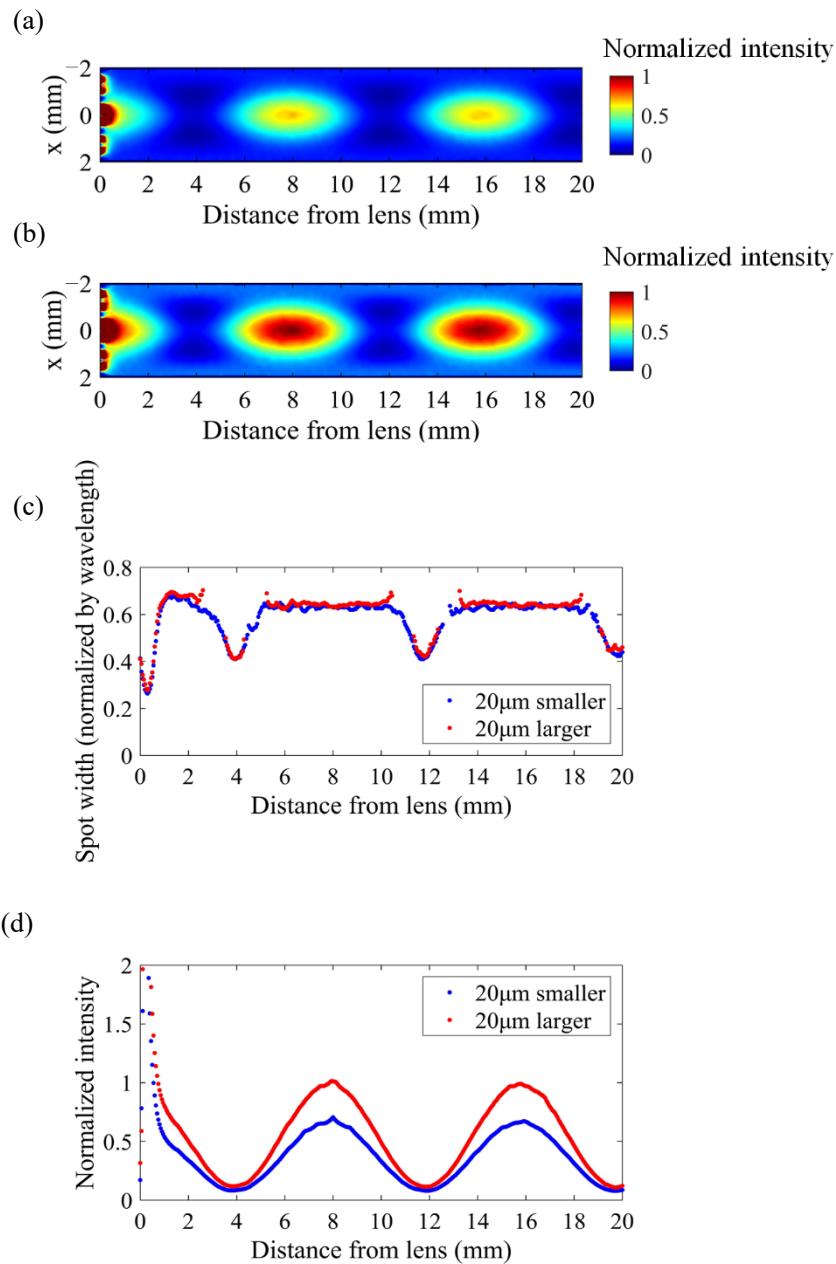 (a)
Normalized intensity
−2
0
2
x (mm)
1
0.5
0
0 2 4 6 8 10 12 14 16 18 20
Distance from lens (mm)
(b)
Normalized intensity
−2
0
2
x (mm)
1
0.5
0
0 2 4 6 8 10 12 14 16 18 20
Distance from lens (mm)
(c)
Spot width (normalized by wavelength)
0.8
0.6
0.4
0.2
0
20μm smaller
20μm larger
0 2 4 6 8 10 12 14 16 18 20
Distance from lens (mm)
(d)
Normalized intensity
2
1.5
1
0.5
0
20μm smaller
20μm larger
0 2 4 6 8 10 12 14 16 18 20
Distance from lens (mm)